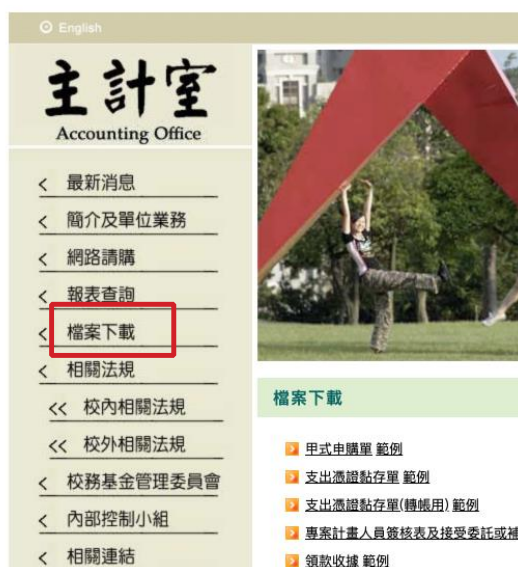 English
主計室
Accounting Office
< 最新消息
< 簡介及單位業務
< 網路請購
< 報表查詢
< 檔案下載
< 相關法規
<< 校內相關法規
<< 校外相關法規
< 校務基金管理委員會
< 內部控制小組
< 相關連結
檔案下載
甲式申購單 範例
支出憑證黏存單 範例
支出憑證黏存單(轉帳用) 範例
專案計畫人員簽核表及接受委託或補
領款收據 範例